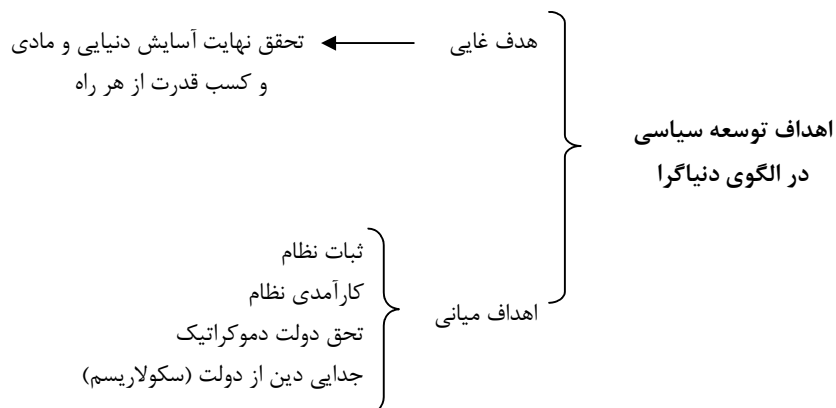 اهداف توسعه سیاسی
در الگوی دنیاگرا
هدف غایی
تحقق نهایت آسایش دنیایی و مادی
و کسب قدرت از هر راه
اهداف میانی
ثبات نظام
کارآمدی نظام
تحق دولت دموکراتیک
جدایی دین از دولت (سکولاریسم)